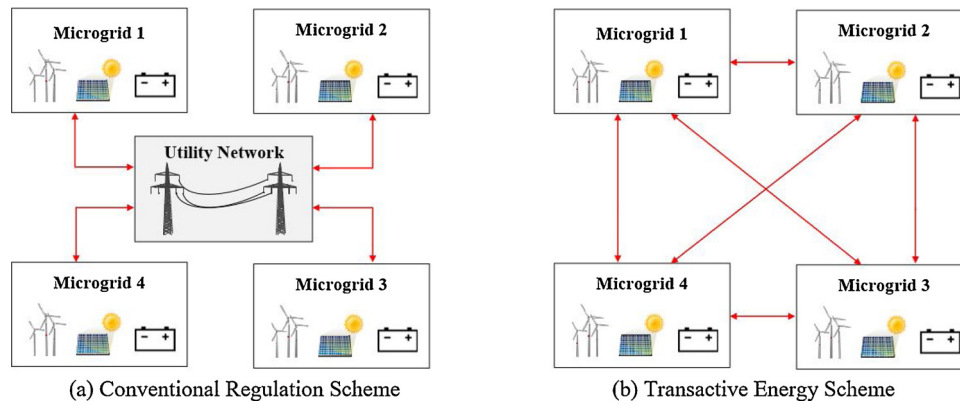 Microgrid 1
Microgrid 2
Utility Network
Microgrid 4
Microgrid 3
(a) Conventional Regulation Scheme
Microgrid 1
Microgrid 2
Microgrid 4
Microgrid 3
(b) Transactive Energy Scheme